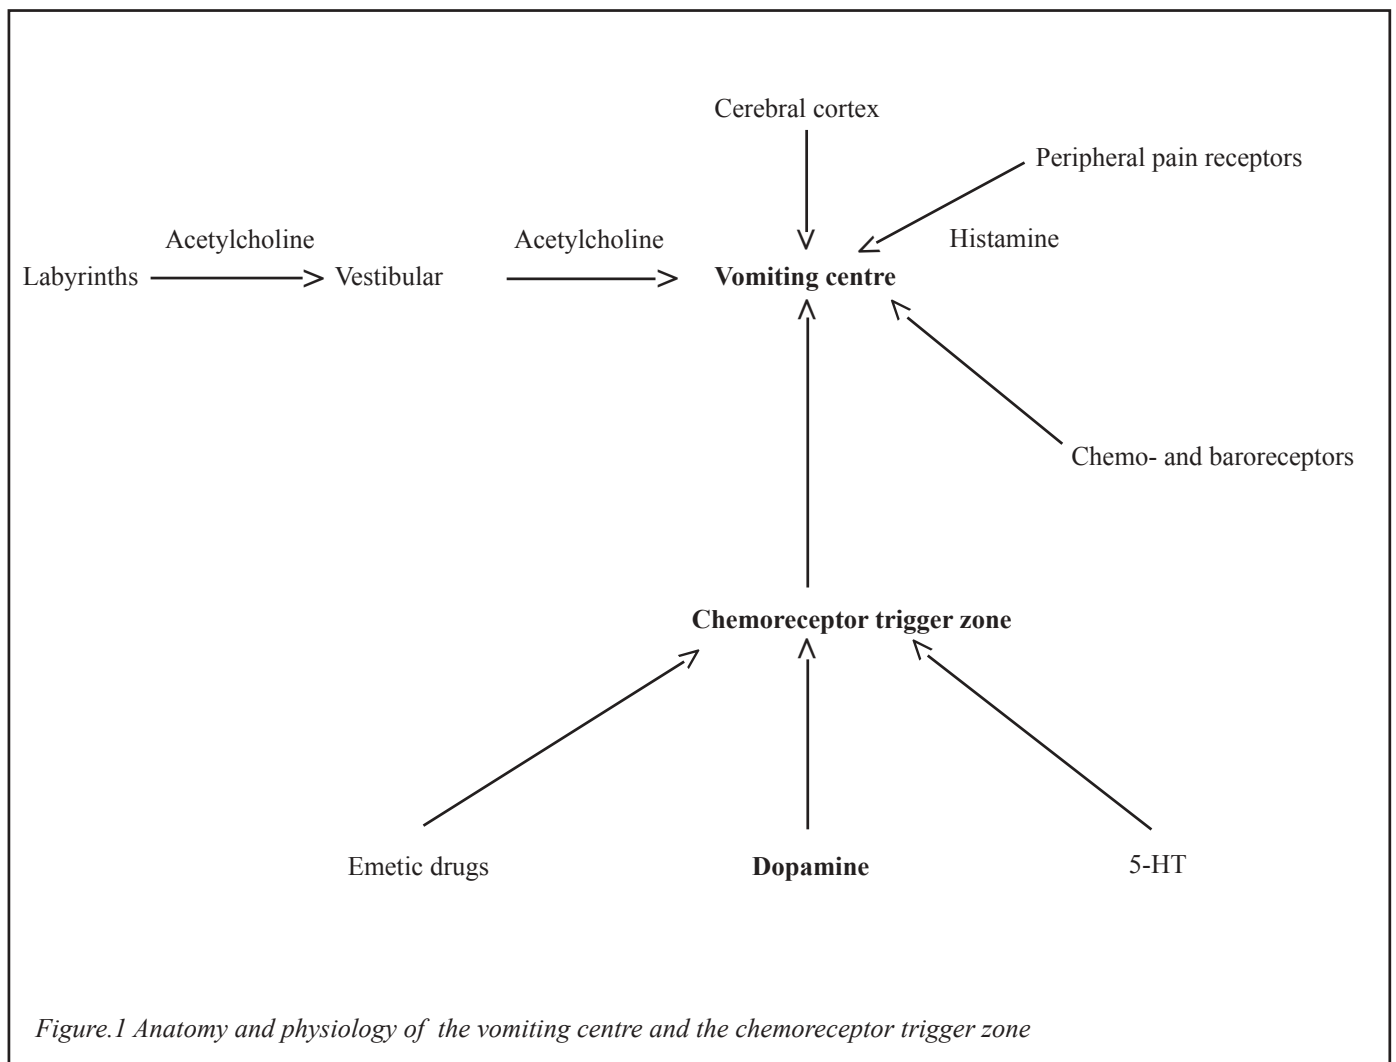 Cerebral cortex
Peripheral pain receptors
Acetylcholine
Acetylcholine
Histamine
Labyrinths
Vestibular
Vomiting centre
Chemo- and baroreceptors
Chemoreceptor trigger zone
Emetic drugs
Dopamine
5-HT
Figure.1 Anatomy and physiology of the vomiting centre and the chemoreceptor trigger zone